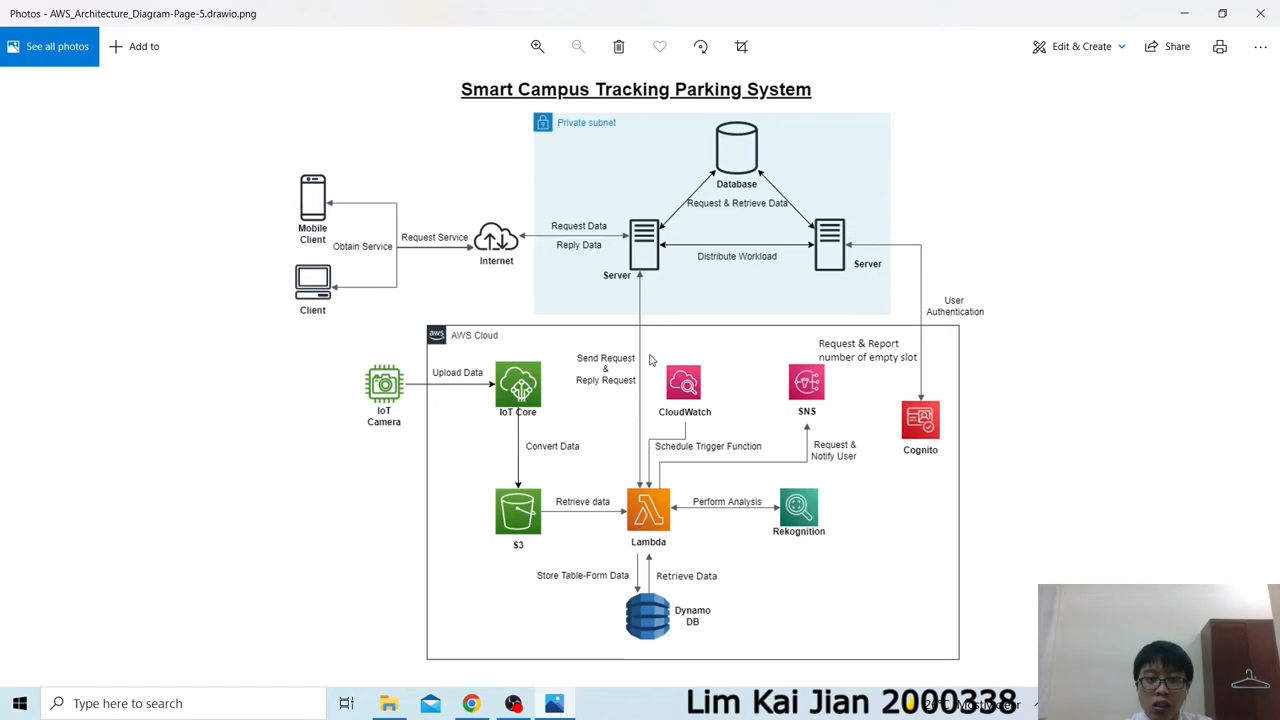 Photos - AWS_Architecture_Diagram-Page-5.drawio.png
See all photos
Add to
Edit & Create
Share
Smart Campus Tracking Parking System
Private subnet
Database
Request & Retrieve Data
Mobile
Client
Obtain Service
Request Service
Internet
Request Data
Reply Data
Server
Distribute Workload
Server
Client
User
Authentication
aws
AWS Cloud
Request & Report
number of empty slot
Send Request
&
Reply Request
Upload Data
IoT
Camera
IoT Core
CloudWatch
SNS
Cognito
Convert Data
Schedule Trigger Function
Request &
Notify User
Retrieve data
Perform Analysis
S3
Lambda
Rekognition
Store Table-Form Data
Retrieve Data
Dynamo
DB
Type here to search
Lim Kai Jian 2000338